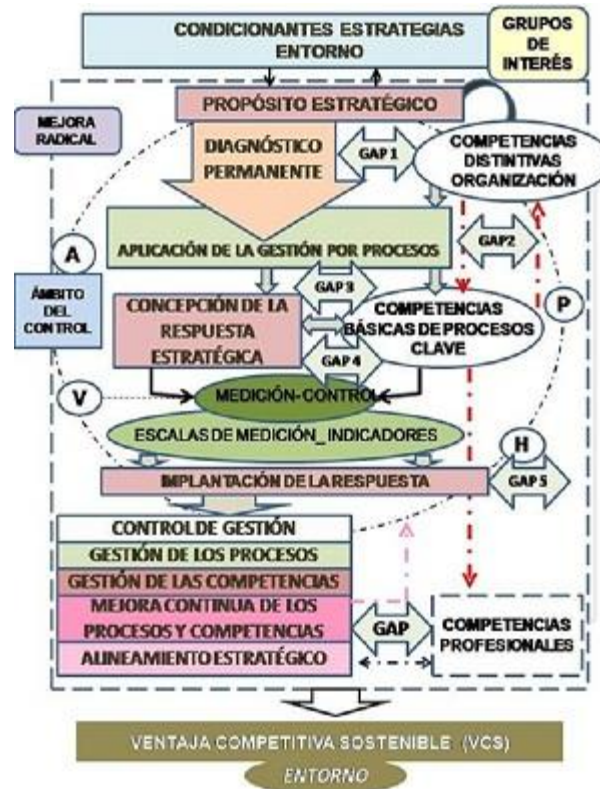 CONDICIONANTES ESTRATEGIAS
ENTORNO
GRUPOS
DE
INTERÉS
PROPÓSITO ESTRATÉGICO
MEJORA
RADICAL
DIAGNÓSTICO
PERMANENTE
GAP 1
COMPETENCIAS
DISTINTIVAS
ORGANIZACIÓN
APLICACIÓN DE LA GESTIÓN POR PROCESOS
GAP2
A
GAP 3
ÁMBITO
DEL
CONTROL
CONCEPCIÓN DE LA
RESPUESTA
ESTRATÉGICA
COMPETENCIAS
BÁSICAS DE PROCESOS
CLAVE
P
GAP 4
V
MEDICIÓN-CONTROL
ESCALAS DE MEDICIÓN_INDICADORES
H
IMPLANTACIÓN DE LA RESPUESTA
GAP 5
CONTROL DE GESTIÓN
GESTIÓN DE LOS PROCESOS
GESTIÓN DE LAS COMPETENCIAS
MEJORA CONTINUA DE LOS
PROCESOS Y COMPETENCIAS
GAP
COMPETENCIAS
PROFESIONALES
ALINEAMIENTO ESTRATÉGICO
VENTAJA COMPETITIVA SOSTENIBLE (VCS)
ENTORNO